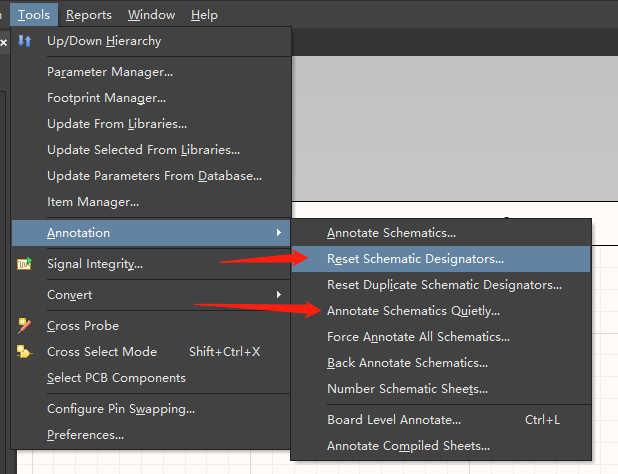 Tools Reports Window Help
Up/Down Hierarchy
Parameter Manager...
Footprint Manager...
Update From Libraries...
Update Selected From Libraries...
Update Parameters From Database...
Item Manager...
Annotation
Signal Integrity...
Convert
Cross Probe
Cross Select Mode Shift+Ctrl+X
Select PCB Components
Configure Pin Swapping...
Preferences...
Annotate Schematics...
Reset Schematic Designators...
Reset Duplicate Schematic Designators...
Annotate Schematics Quietly...
Force Annotate All Schematics...
Back Annotate Schematics...
Number Schematic Sheets...
Board Level Annotate... Ctrl+L
Annotate Compiled Sheets...